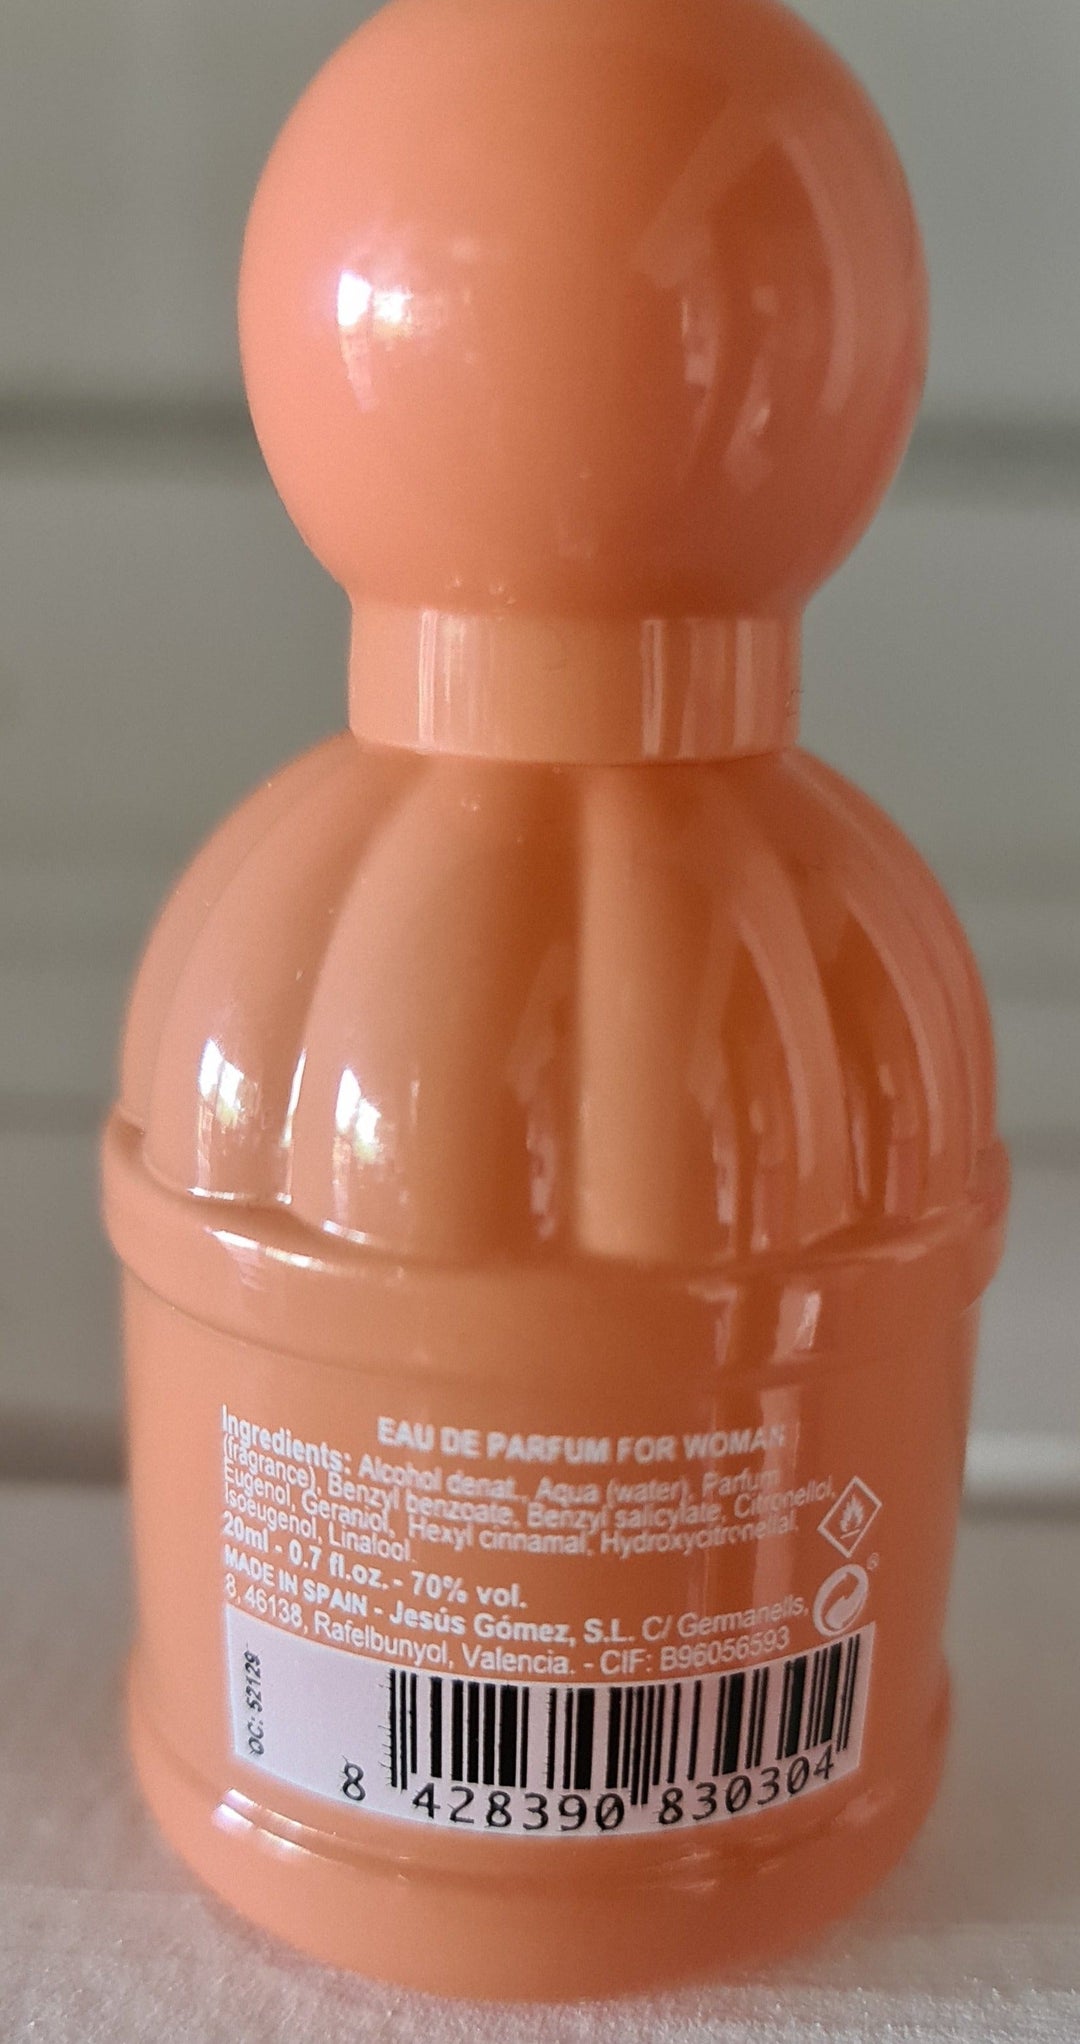 EAU DE PARFUM FOR WOMAN
Ingredients: Alcohol denat., Aqua (water), Parfum
(fragrance), Benzyl benzoate, Benzyl salicylate, Citronellol,
Eugenol, Geraniol, Hexyl cinnamal, Hydroxycitronellal,
Isoeugenol, Linalool.
20ml - 0.7 fl.oz. - 70% vol.
MADE IN SPAIN - Jesús Gómez, S.L. C/ Germanells,
8, 46138, Rafelbunyol, Valencia. - CIF: B96056593
OC: 52129
8 428390 830304